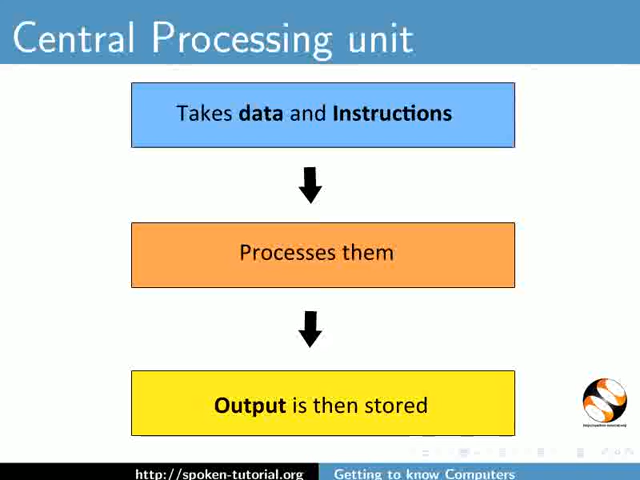 Central Processing unit
Takes data and Instructions
Processes them
Output is then stored
http://spoken-tutorial.org Getting to know Computers